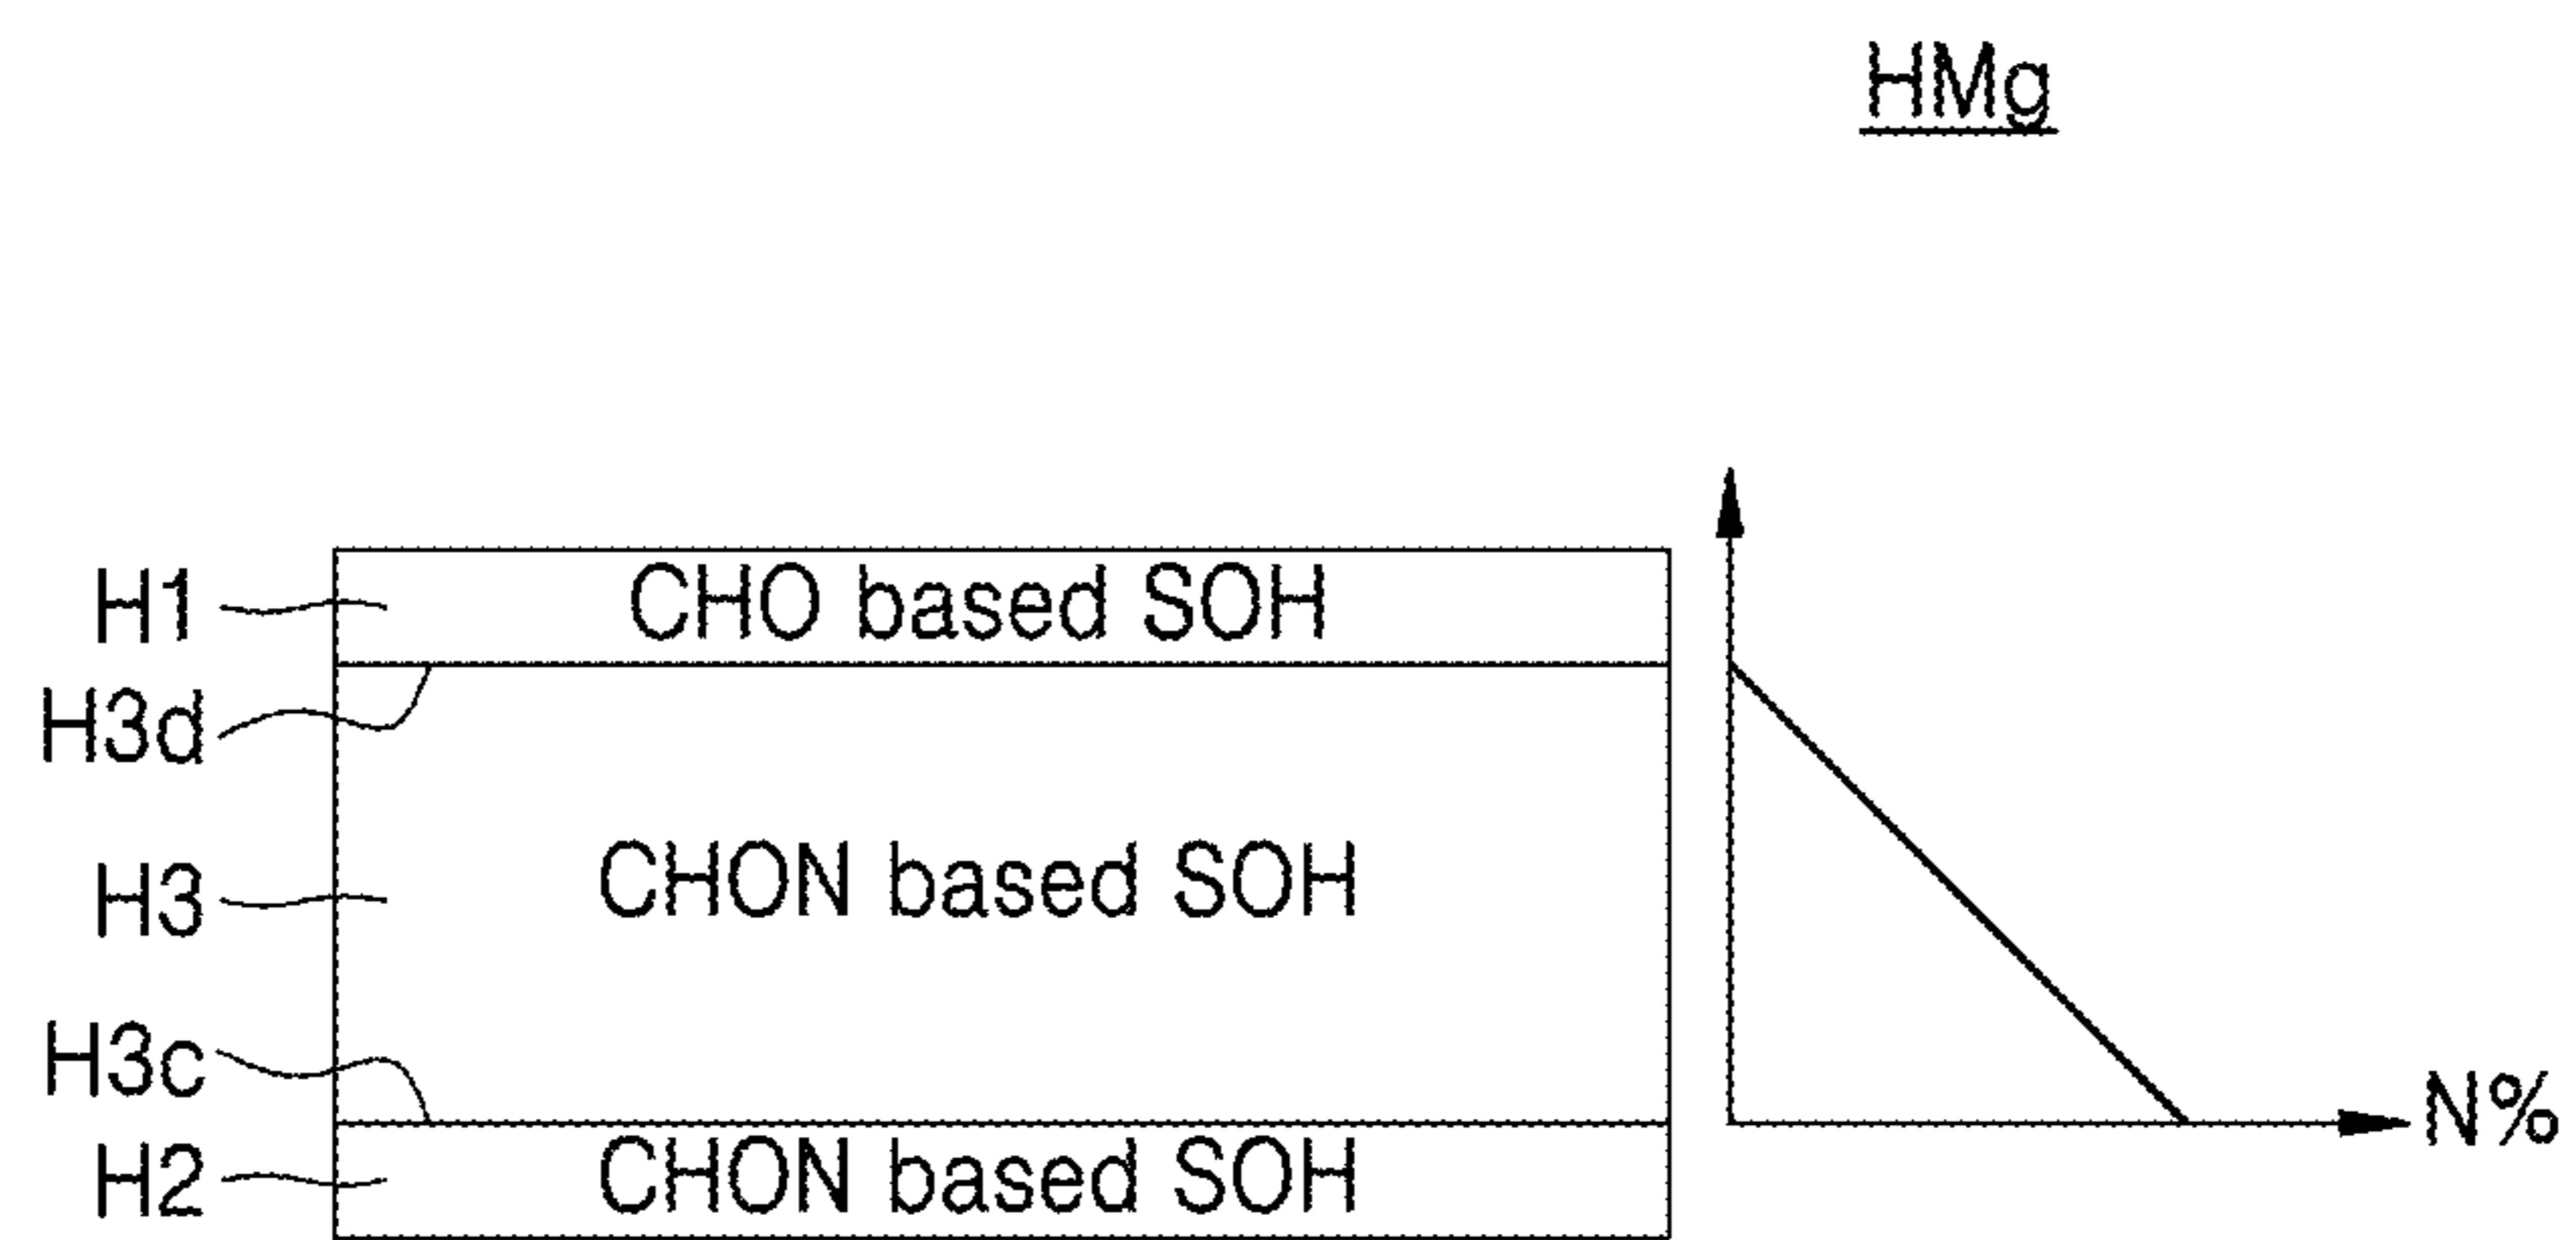 HMg
H1
CHO based SOH
H3d
H3
CHON based SOH
H3c
N%
H2
CHON based SOH